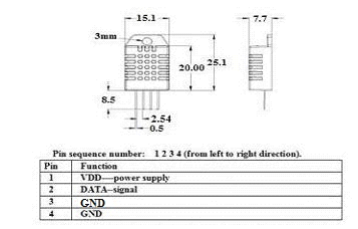 15.1
7.7
3mm
20.00
25.1
8.5
2.54
0.5
Pin sequence number: 1 2 3 4 (from left to right direction).
Pin Function
1 VDD—power supply
2 DATA–signal
3 GND
4 GND